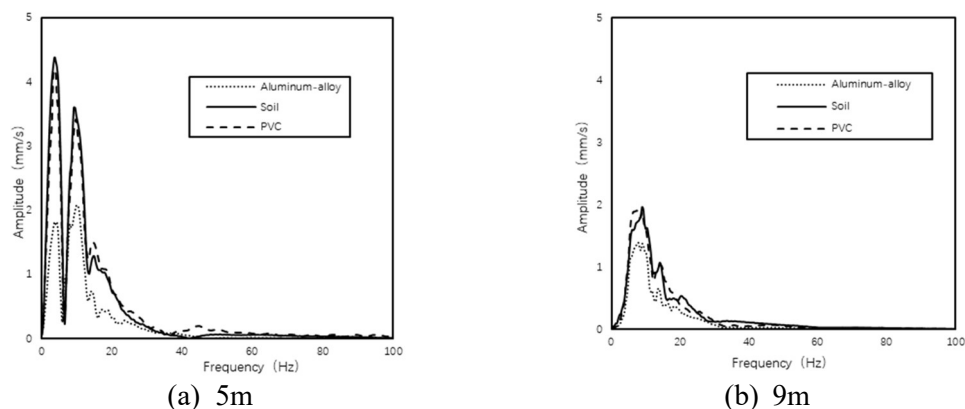 5
4
3
2
1
0
0
20
40
60
80
100
Amplitude (mm/s)
Frequency (Hz)
Aluminum-alloy
Soil
PVC
(a) 5m
5
4
3
2
1
0
0
20
40
60
80
100
Amplitude (mm/s)
Frequency (Hz)
Aluminum-alloy
Soil
PVC
(b) 9m